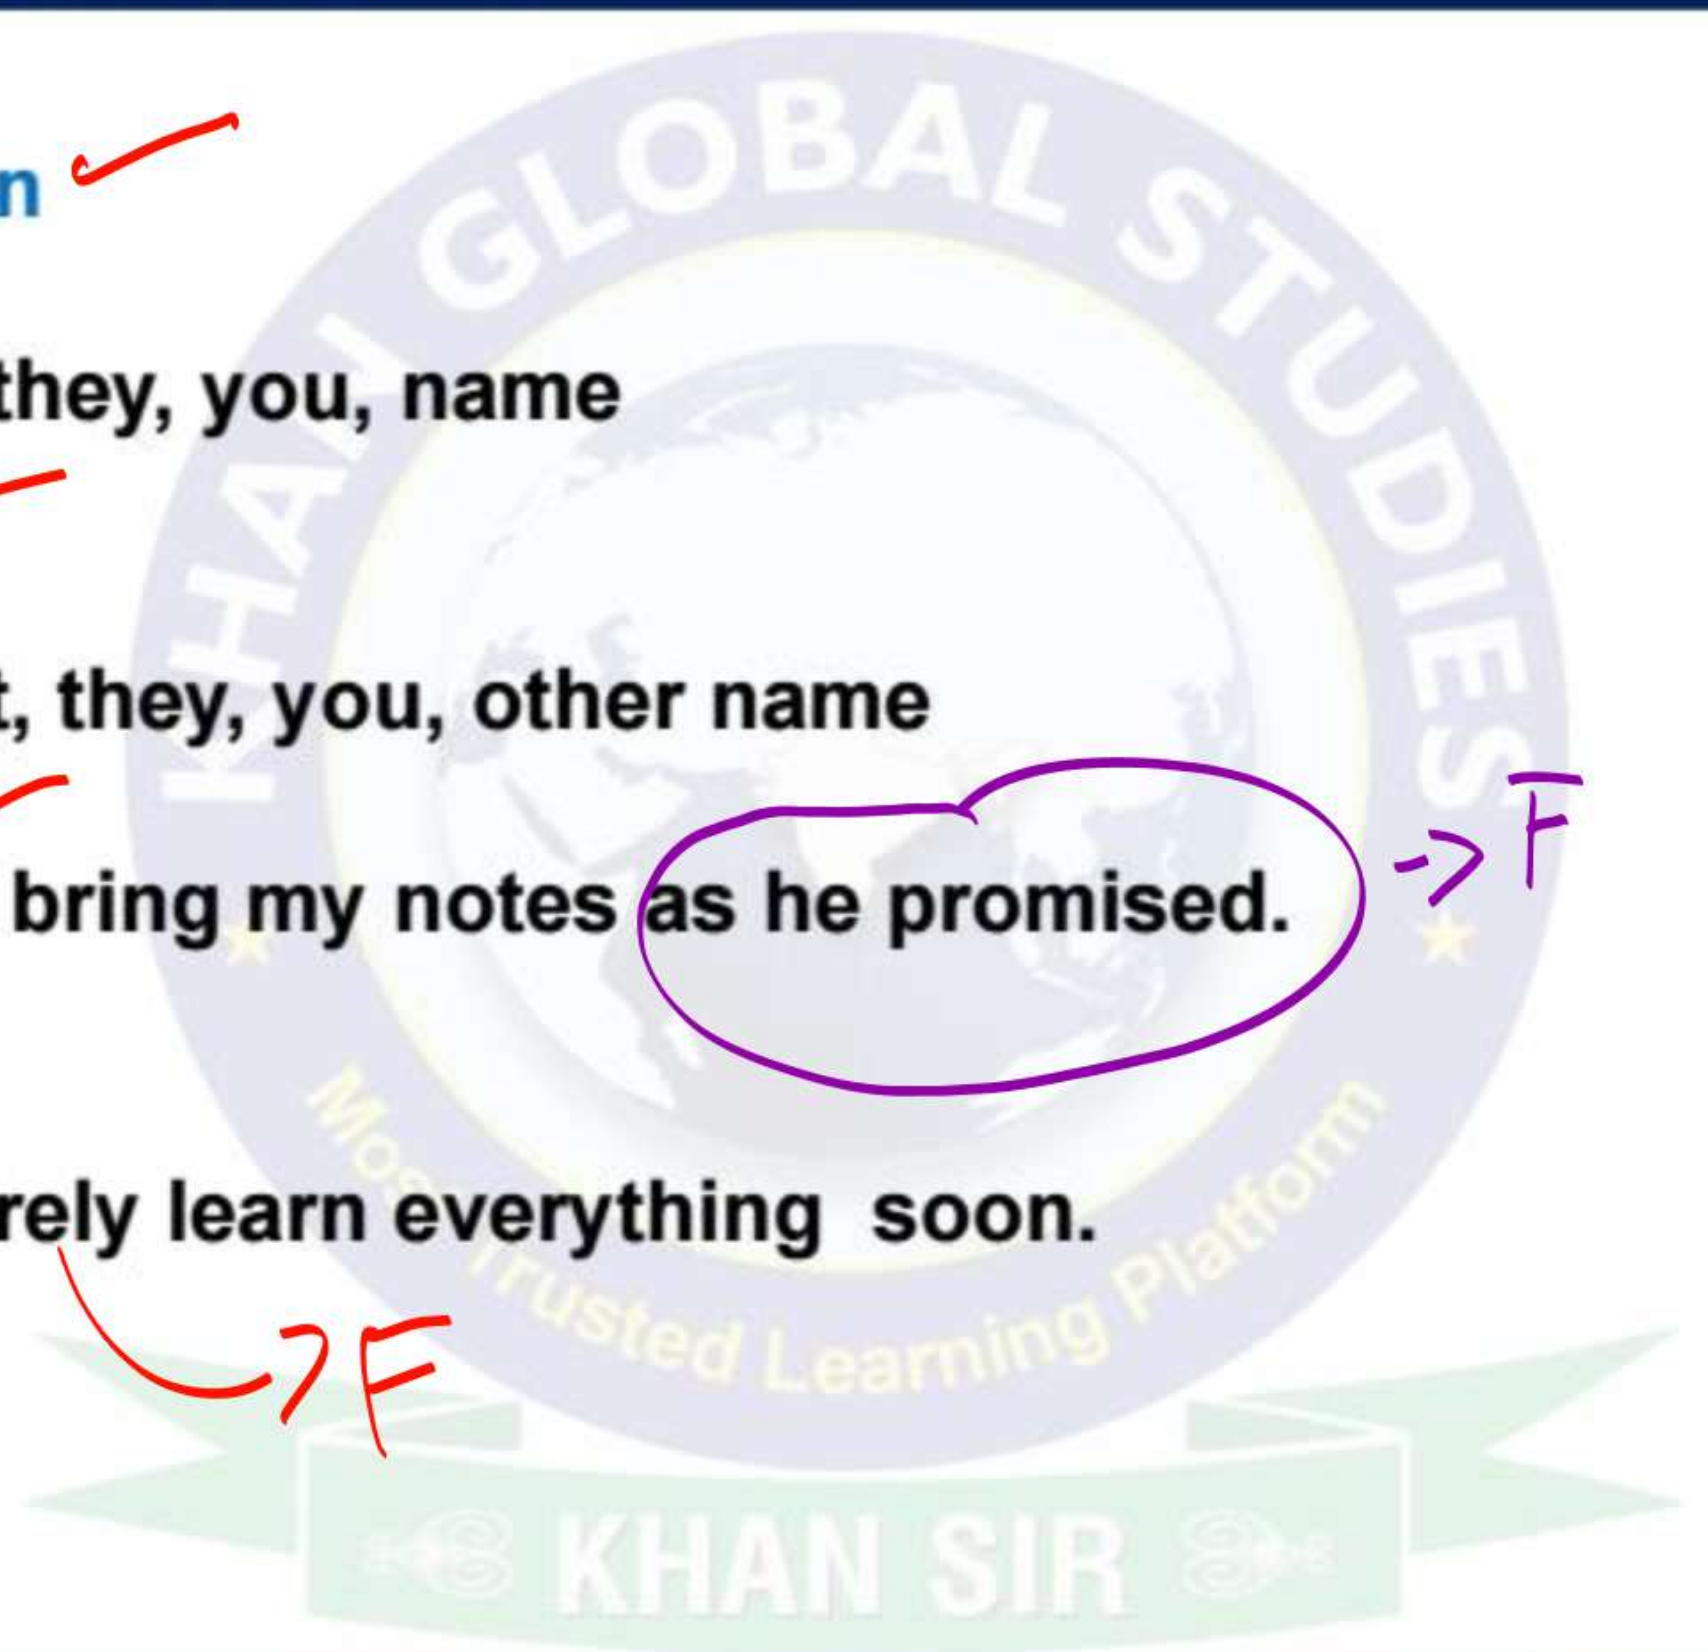 n
KHAN GLOBAL STUDIES
they, you, name
t, they, you, other name
bring my notes as he promised.
-> F
rely learn everything soon.
-> F
Most Trusted Learning Platform
KHAN SIR